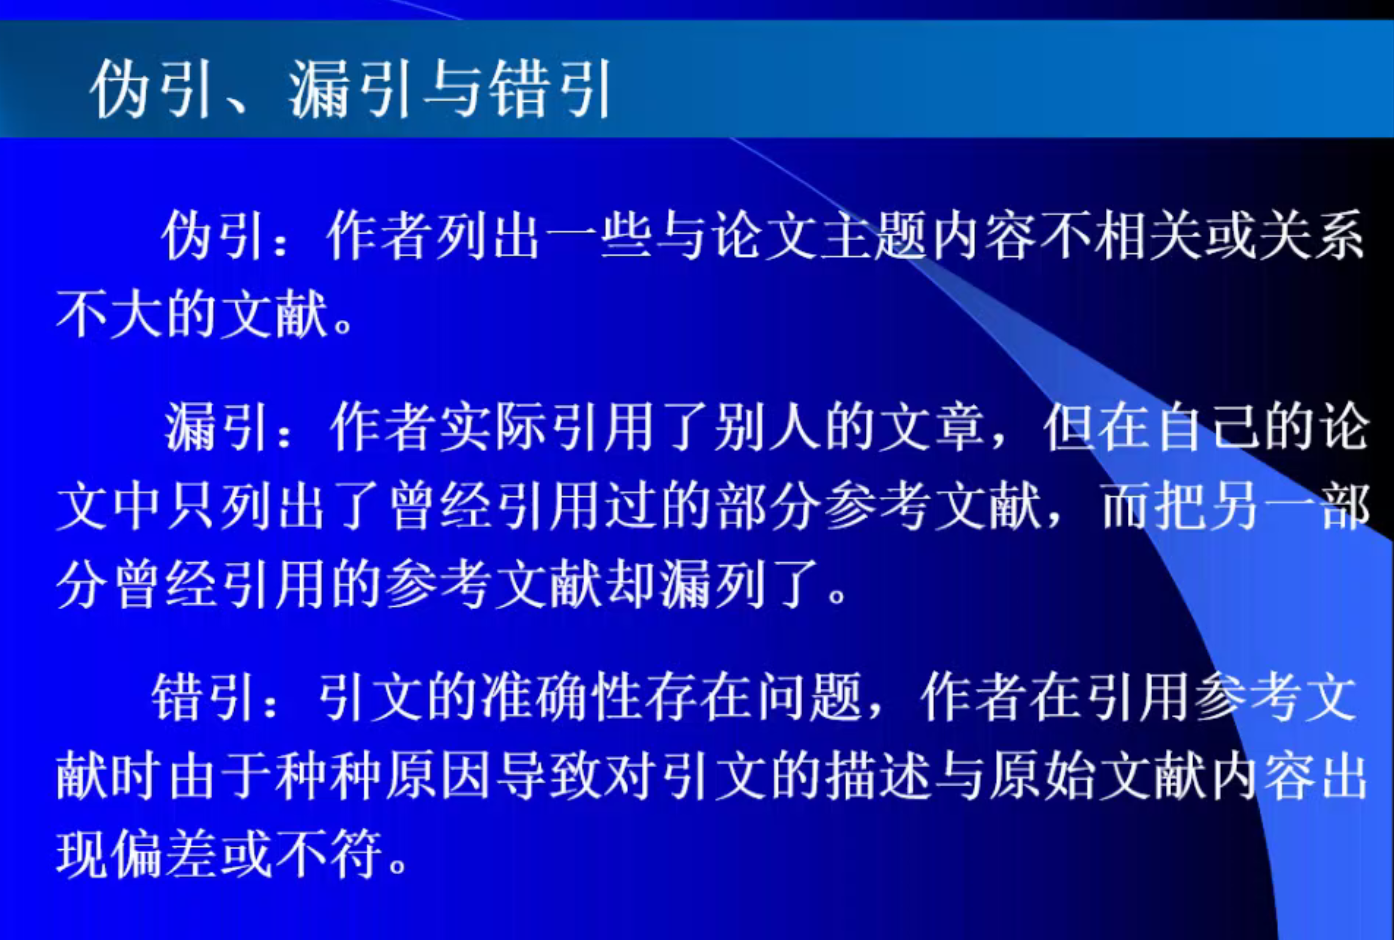 伪引、漏引与错引
伪引：作者列出一些与论文主题内容不相关或关系
不大的文献。
漏引：作者实际引用了别人的文章，但在自己的论
文中只列出了曾经引用过的部分参考文献，而把另一部
分曾经引用的参考文献却漏列了。
错引：引文的准确性存在问题，作者在引用参考文
献时由于种种原因导致对引文的描述与原始文献内容出
现偏差或不符。